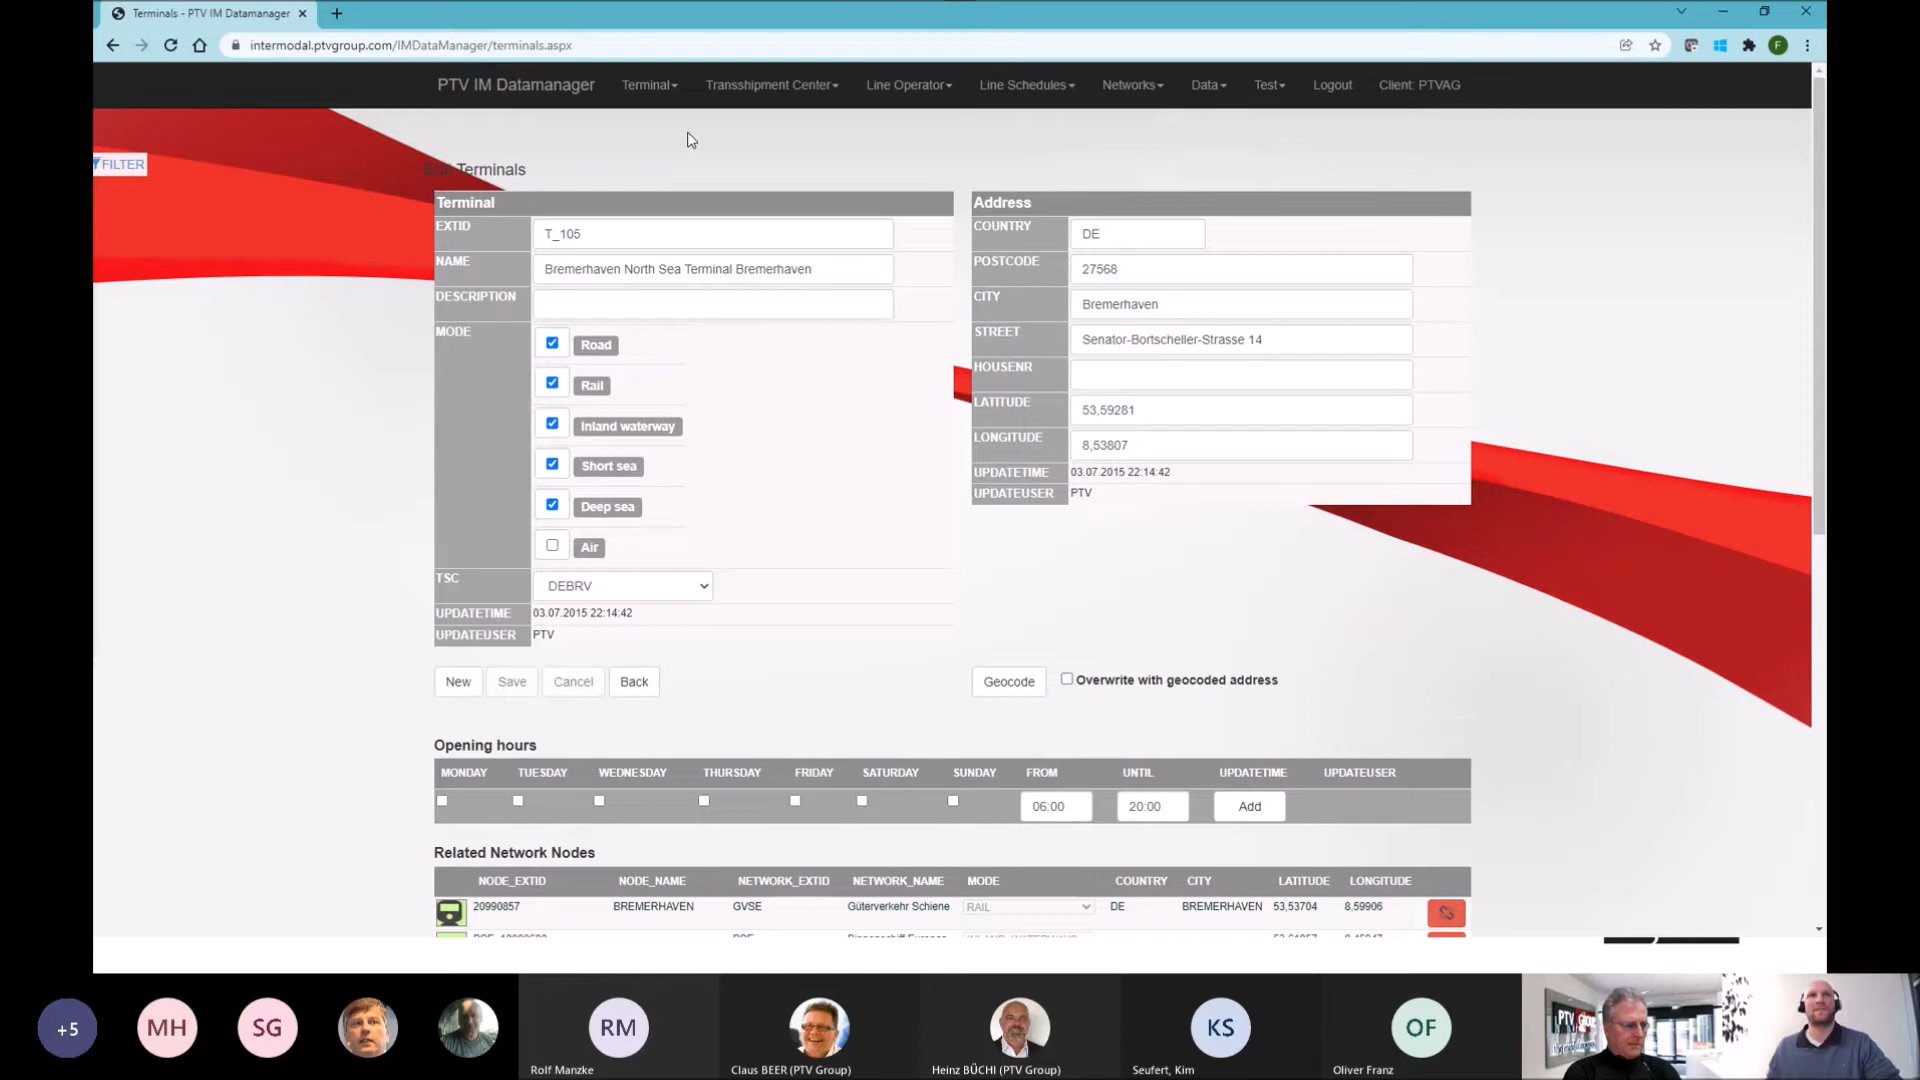 Terminals - PTV IM Datamanager
intermodal.ptvgroup.com/IMDataManager/terminals.aspx
F
PTV IM Datamanager Terminal Transshipment Center Line Operator Line Schedules Networks Data Test Logout Client: PTVAG
FILTER
Edit Terminals
Terminal
EXTID T_105
NAME Bremerhaven North Sea Terminal Bremerhaven
DESCRIPTION
MODE
Road
Rail
Inland waterway
Short sea
Deep sea
Air
TSC DEBRV
UPDATETIME 03.07.2015 22:14:42
UPDATEUSER PTV
Address
COUNTRY DE
POSTCODE 27568
CITY Bremerhaven
STREET Senator-Bortscheller-Strasse 14
HOUSENR
LATITUDE 53,59281
LONGITUDE 8,53807
UPDATETIME 03.07.2015 22:14:42
UPDATEUSER PTV
New Save Cancel Back
Geocode Overwrite with geocoded address
Opening hours
MONDAY TUESDAY WEDNESDAY THURSDAY FRIDAY SATURDAY SUNDAY FROM UNTIL UPDATETIME UPDATEUSER
06:00 20:00 Add
Related Network Nodes
NODE_EXTID NODE_NAME NETWORK_EXTID NETWORK_NAME MODE COUNTRY CITY LATITUDE LONGITUDE
20990857 BREMERHAVEN GVSE Güterverkehr Schiene RAIL DE BREMERHAVEN 53,53704 8,59906
+5 MH SG RM KS OF
Rolf Manzke Claus BEER (PTV Group) Heinz BÜCHI (PTV Group) Seufert, Kim Oliver Franz